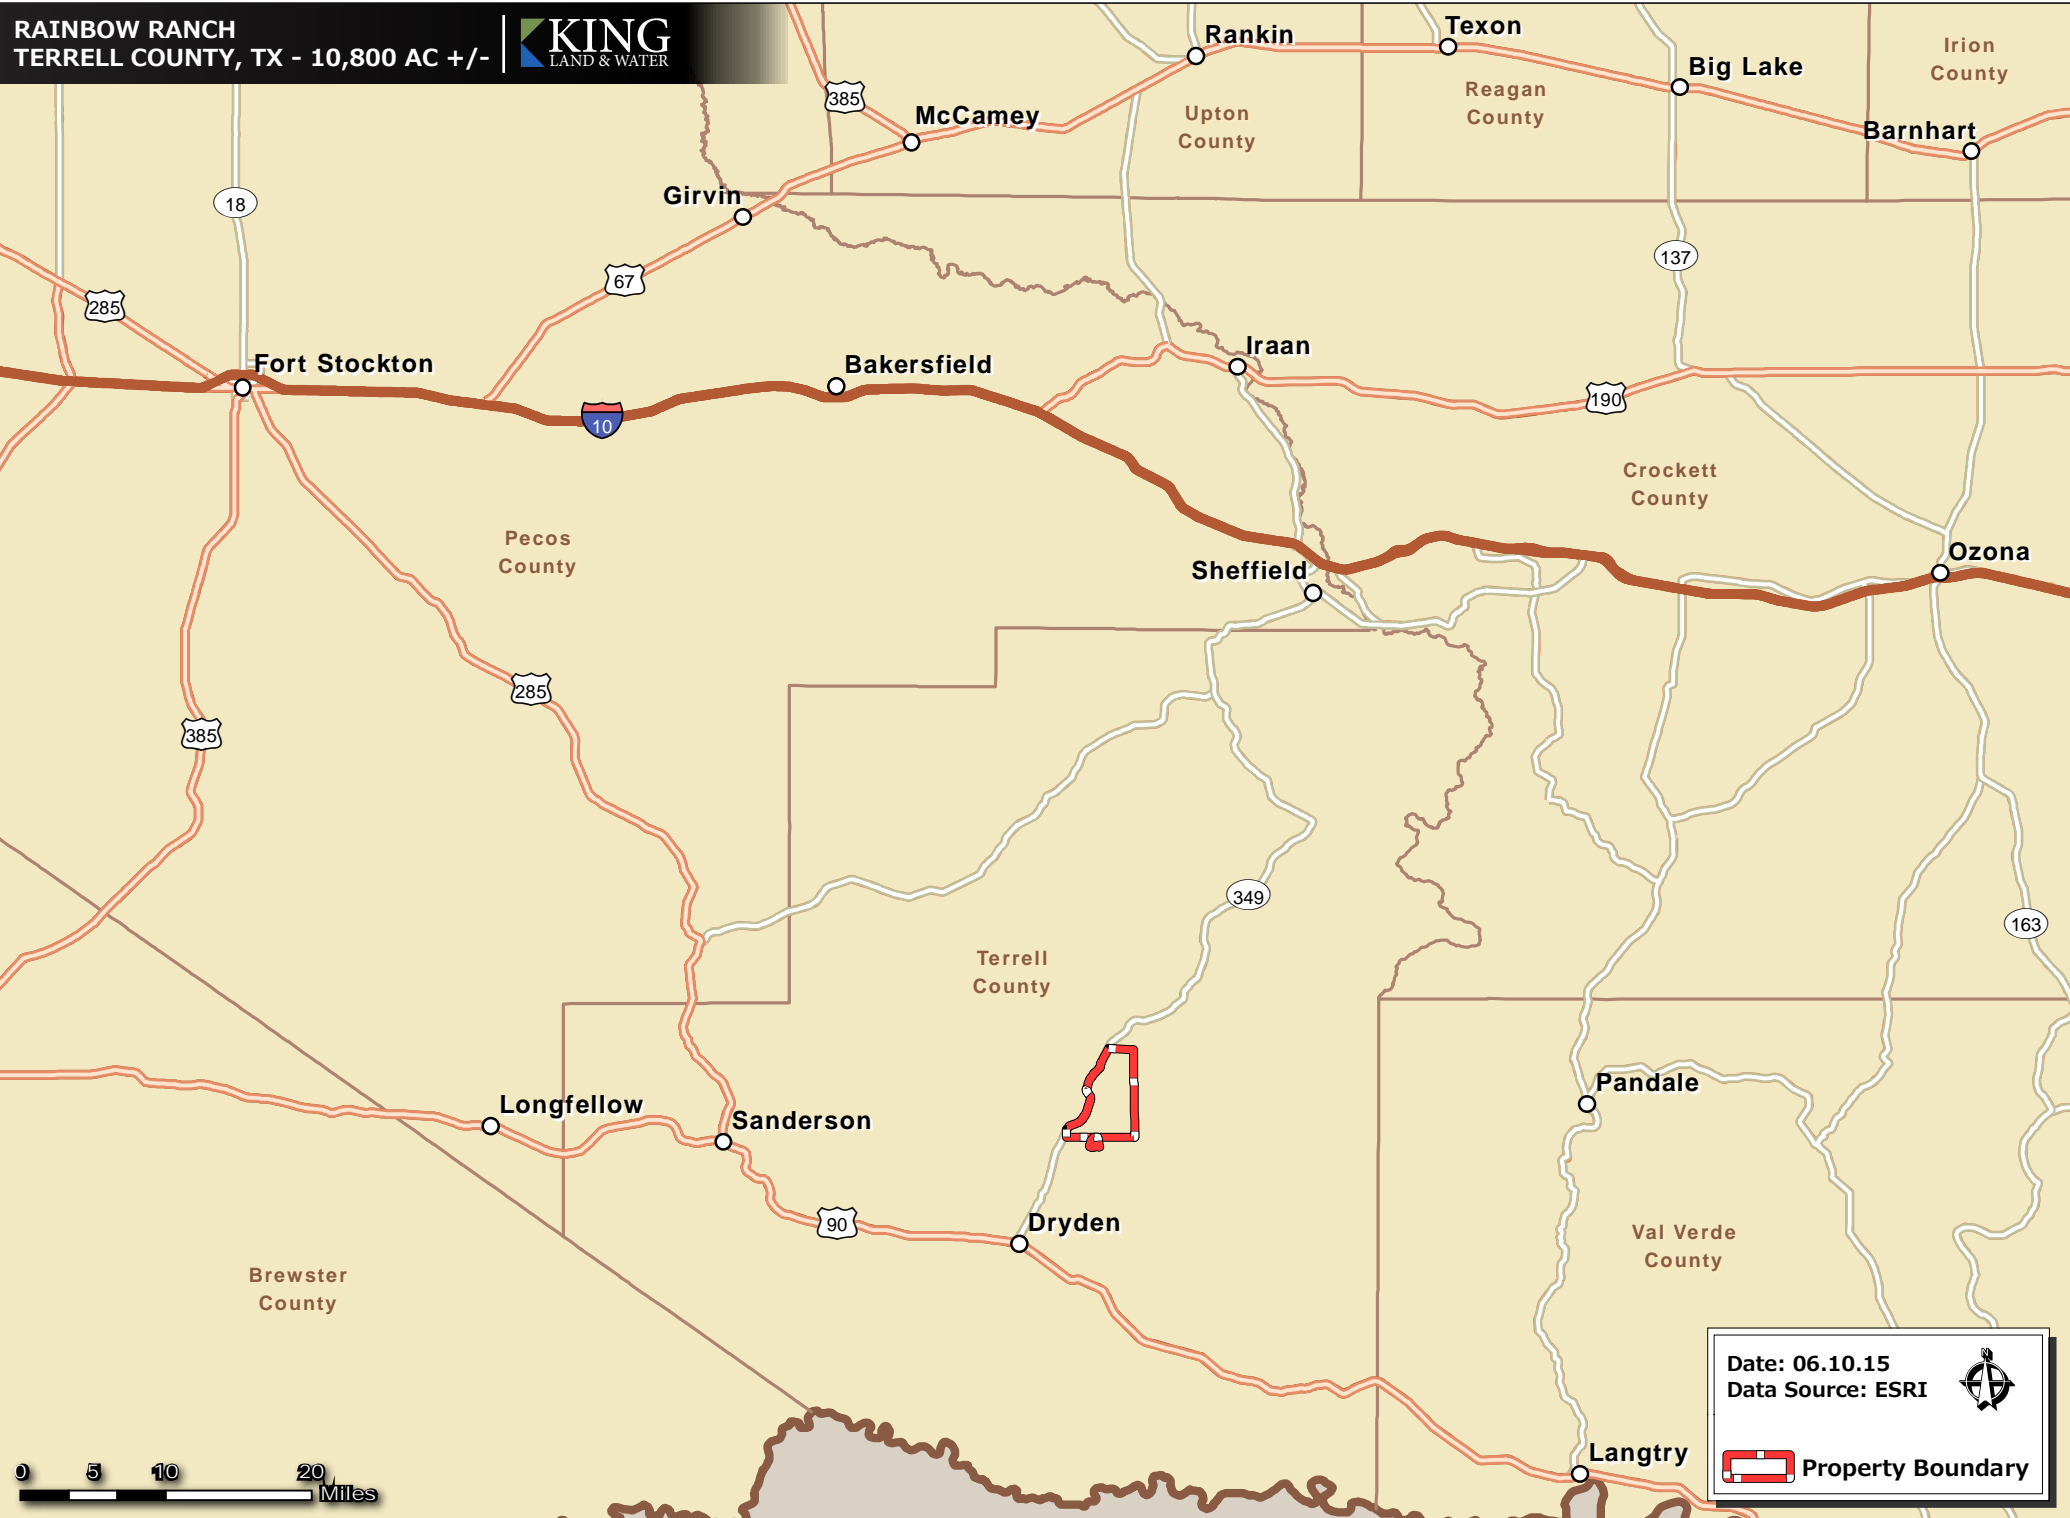 RAINBOW RANCH
TERRELL COUNTY, TX - 10,800 AC +/-
KING
LAND & WATER
Rankin
Texon
Big Lake
Irion
County
385
McCamey
Upton
County
Reagan
County
Barnhart
Girvin
18
67
137
285
Fort Stockton
Bakersfield
Iraan
190
10
Crockett
County
Pecos
County
Sheffield
Ozona
285
385
349
163
Terrell
County
Longfellow
Sanderson
Pandale
90
Dryden
Val Verde
County
Brewster
County
Date: 06.10.15
Data Source: ESRI
N
Langtry
Property Boundary
0 5 10 20
Miles